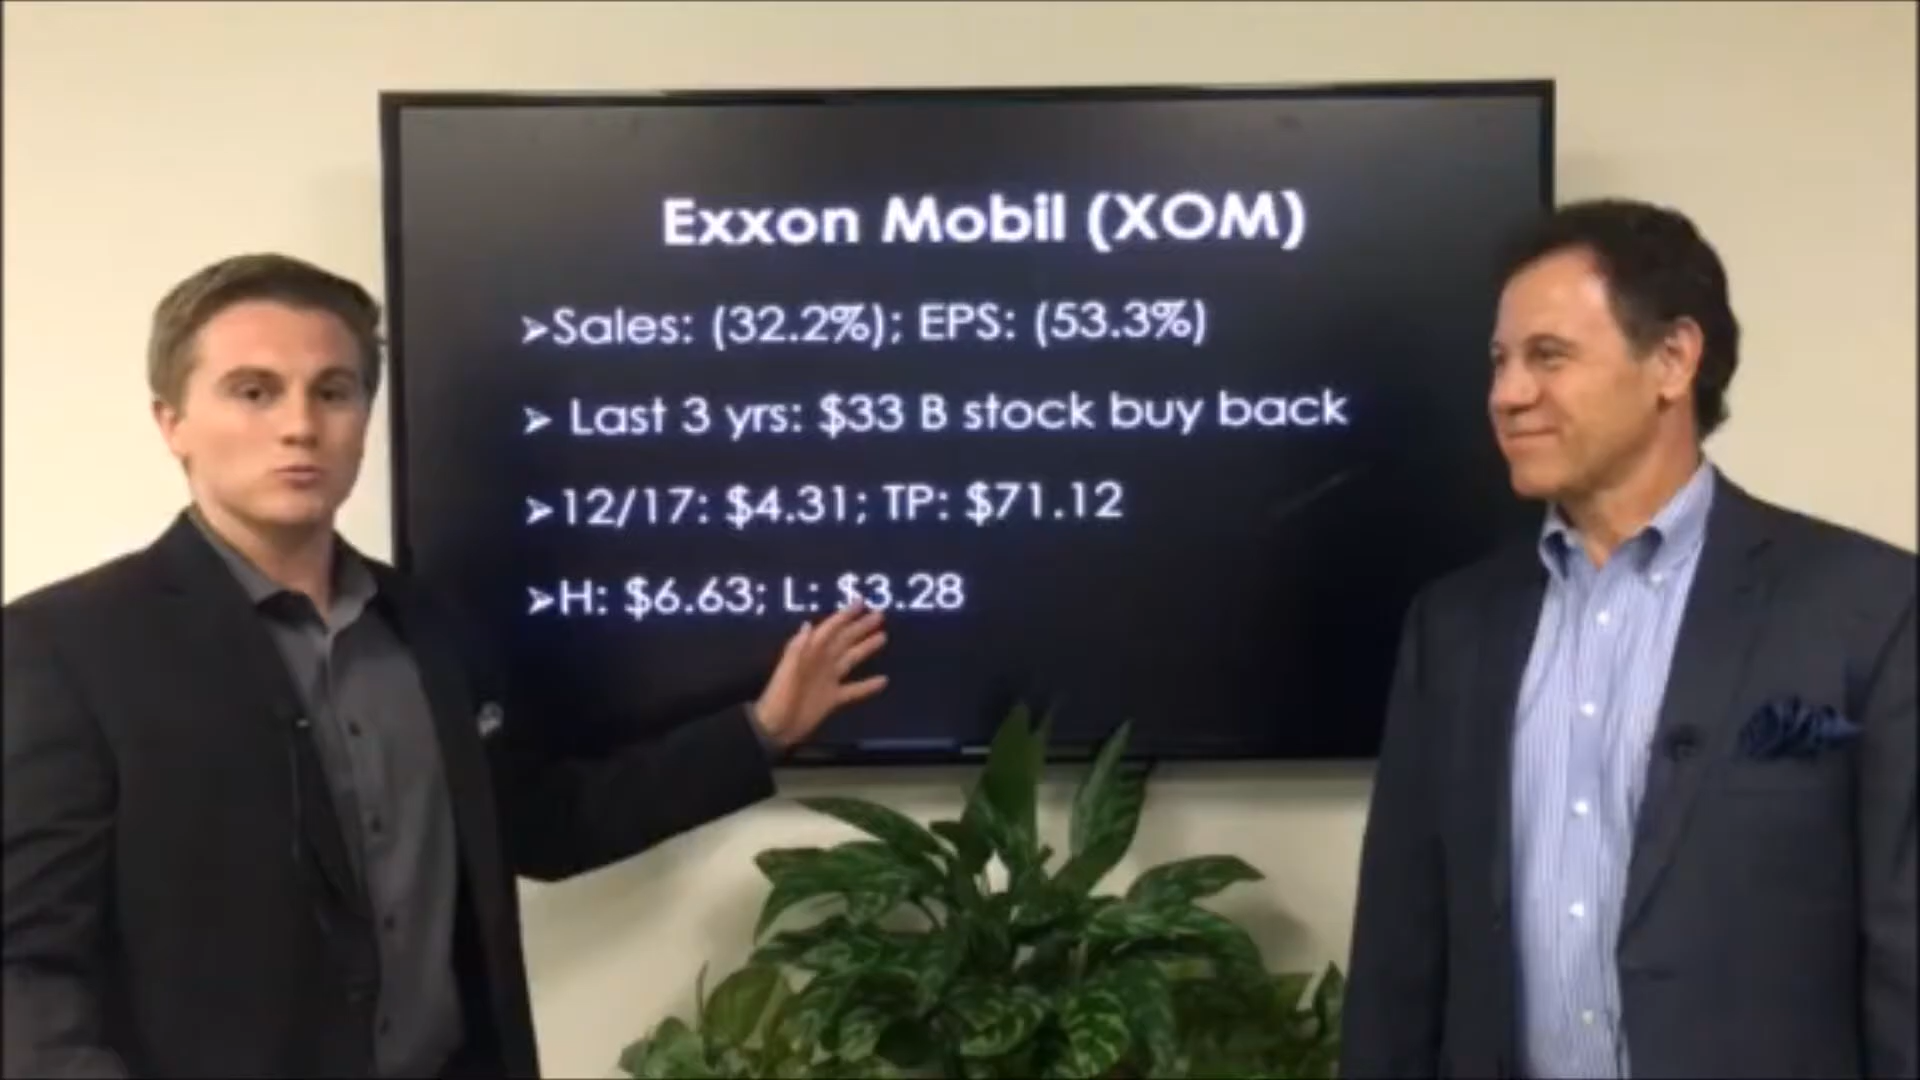 Exxon Mobil (XOM)
➢Sales: (32.2%); EPS: (53.3%)
➢ Last 3 yrs: $33 B stock buy back
➢12/17: $4.31; TP: $71.12
➢H: $6.63; L: $3.28